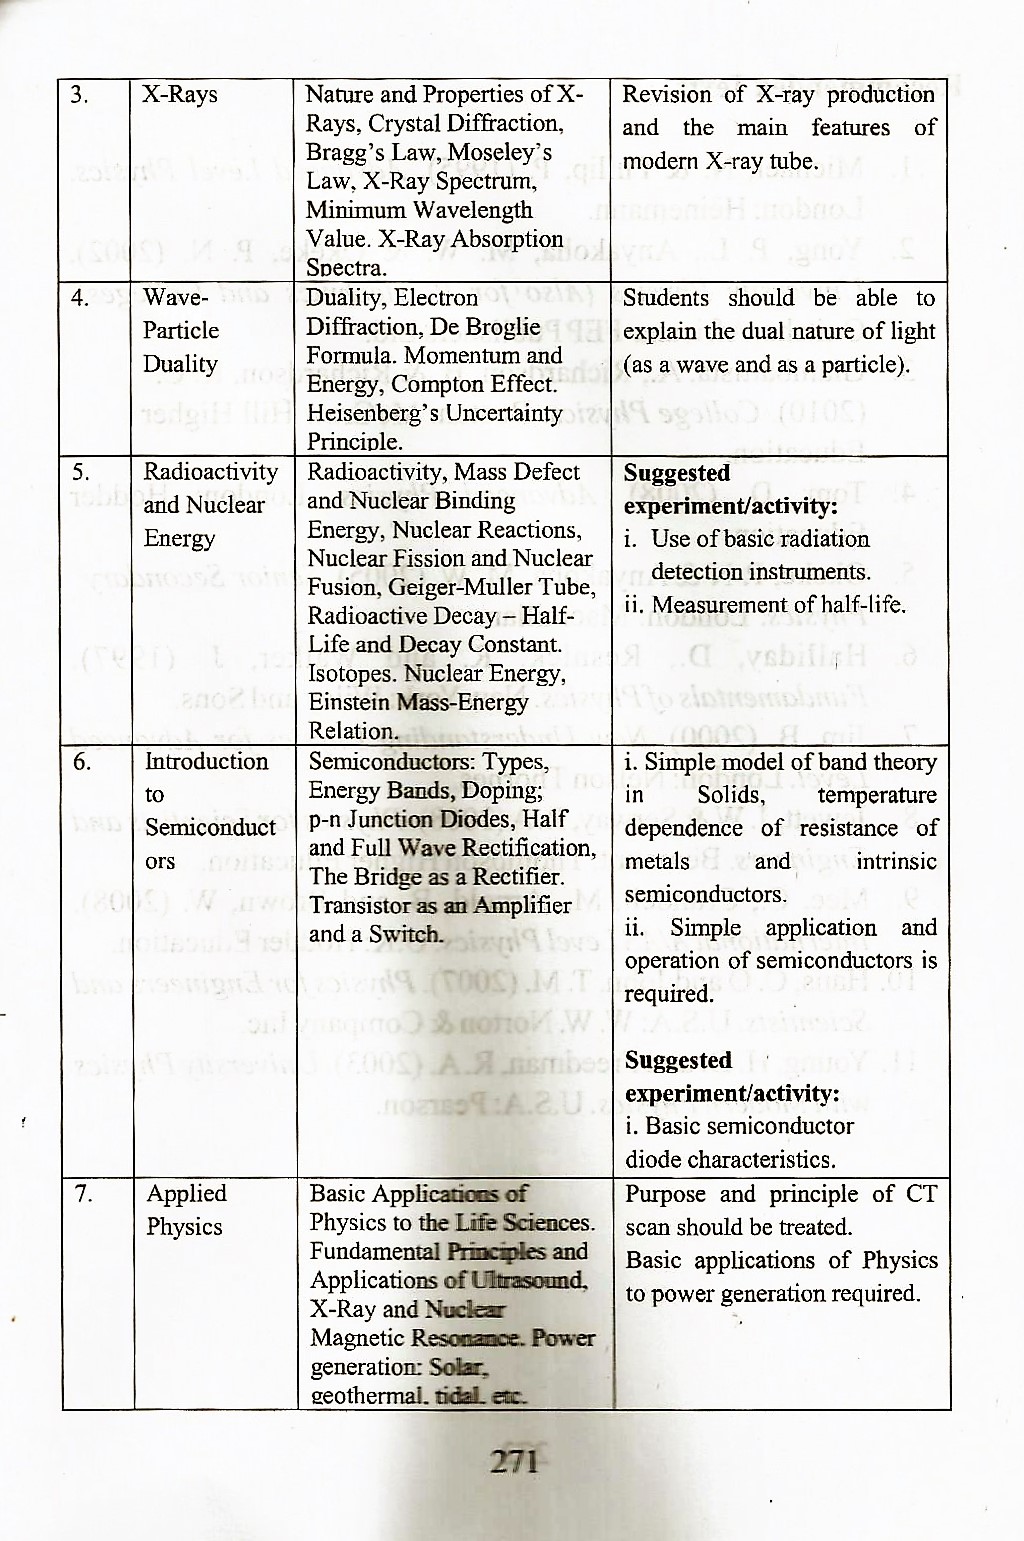 3.
X-Rays
Nature and Properties of X-
Rays, Crystal Diffraction,
Bragg's Law, Moseley's
Law, X-Ray Spectrum,
Minimum Wavelength
Value. X-Ray Absorption
Spectra.
Revision of X-ray production
and the main features of
modern X-ray tube.
4.
Wave-
Particle
Duality
Duality, Electron
Diffraction, De Broglie
Formula. Momentum and
Energy, Compton Effect.
Heisenberg's Uncertainty
Principle.
Students should be able to
explain the dual nature of light
(as a wave and as a particle).
5.
Radioactivity
and Nuclear
Energy
Radioactivity, Mass Defect
and Nuclear Binding
Energy, Nuclear Reactions,
Nuclear Fission and Nuclear
Fusion, Geiger-Muller Tube,
Radioactive Decay – Half-
Life and Decay Constant.
Isotopes. Nuclear Energy,
Einstein Mass-Energy
Relation.
Suggested
experiment/activity:
i. Use of basic radiation
detection instruments.
ii. Measurement of half-life.
6.
Introduction
to
Semiconduct
ors
Semiconductors: Types,
Energy Bands, Doping;
p-n Junction Diodes, Half
and Full Wave Rectification,
The Bridge as a Rectifier.
Transistor as an Amplifier
and a Switch.
i. Simple model of band theory
in Solids, temperature
dependence of resistance of
metals and intrinsic
semiconductors.
ii. Simple application and
operation of semiconductors is
required.
Suggested
experiment/activity:
i. Basic semiconductor
diode characteristics.
7.
Applied
Physics
Basic Applications of
Physics to the Life Sciences.
Fundamental Principles and
Applications of Ultrasound,
X-Ray and Nuclear
Magnetic Resonance. Power
generation: Solar,
geothermal, tidal, etc.
Purpose and principle of CT
scan should be treated.
Basic applications of Physics
to power generation required.
271